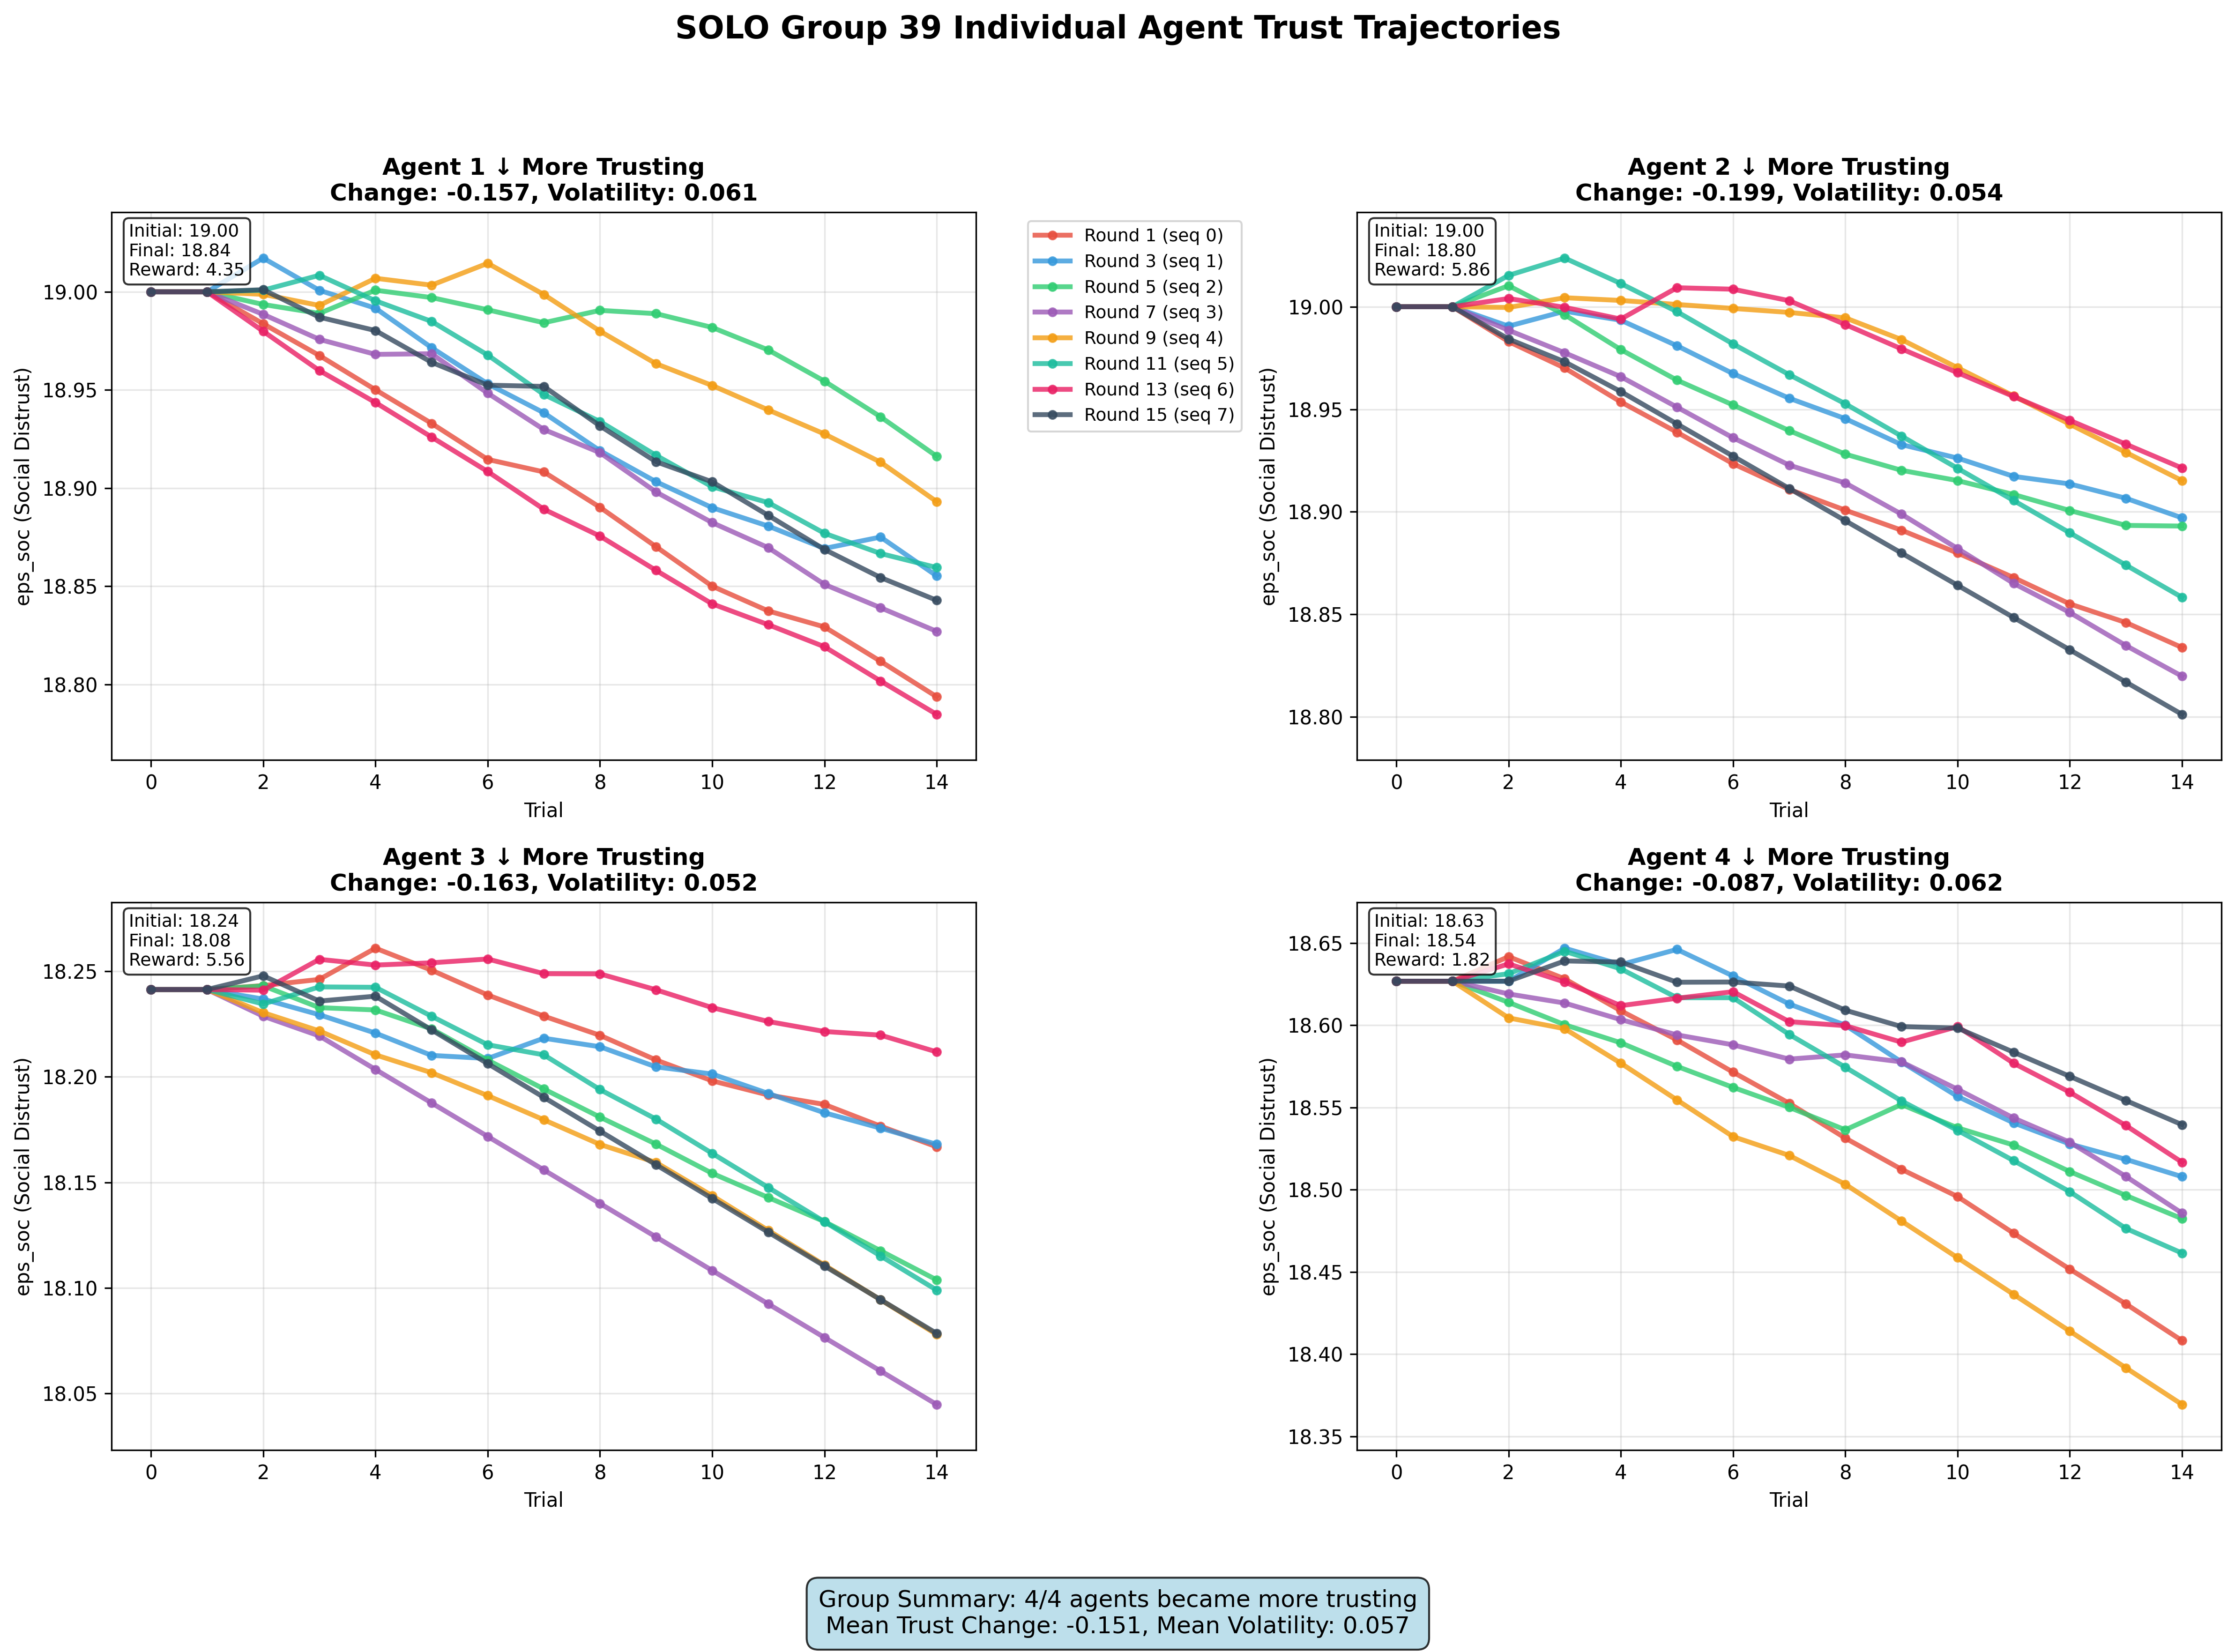 SOLO Group 39 Individual Agent Trust Trajectories
Agent 1 ↓ More Trusting
Change: -0.157, Volatility: 0.061
Initial: 19.00
Final: 18.84
Reward: 4.35
19.00
18.95
18.90
18.85
18.80
eps_soc (Social Distrust)
0 2 4 6 8 10 12 14
Trial
Round 1 (seq 0)
Round 3 (seq 1)
Round 5 (seq 2)
Round 7 (seq 3)
Round 9 (seq 4)
Round 11 (seq 5)
Round 13 (seq 6)
Round 15 (seq 7)
Agent 2 ↓ More Trusting
Change: -0.199, Volatility: 0.054
Initial: 19.00
Final: 18.80
Reward: 5.86
19.00
18.95
18.90
18.85
18.80
eps_soc (Social Distrust)
0 2 4 6 8 10 12 14
Trial
Agent 3 ↓ More Trusting
Change: -0.163, Volatility: 0.052
Initial: 18.24
Final: 18.08
Reward: 5.56
18.25
18.20
18.15
18.10
18.05
eps_soc (Social Distrust)
0 2 4 6 8 10 12 14
Trial
Agent 4 ↓ More Trusting
Change: -0.087, Volatility: 0.062
Initial: 18.63
Final: 18.54
Reward: 1.82
18.65
18.60
18.55
18.50
18.45
18.40
18.35
eps_soc (Social Distrust)
0 2 4 6 8 10 12 14
Trial
Group Summary: 4/4 agents became more trusting
Mean Trust Change: -0.151, Mean Volatility: 0.057